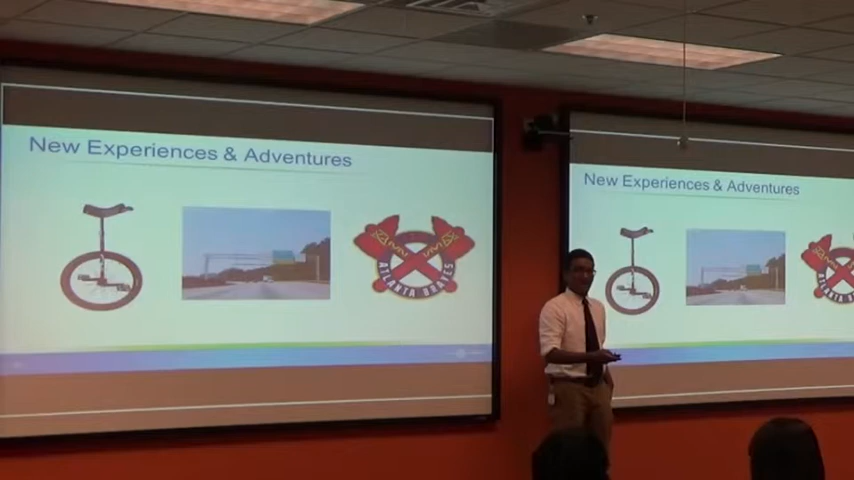 New Experiences & Adventures
ATLANTA BRAVES
New Experiences & Adventures